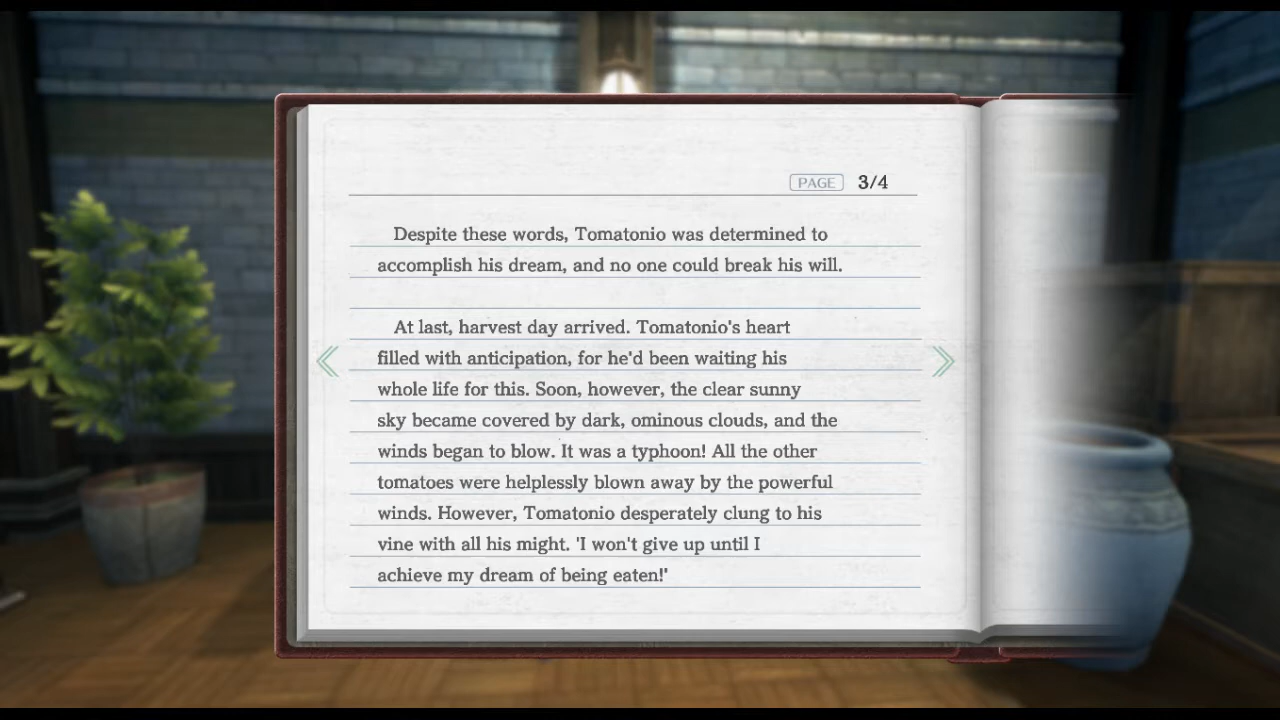 PAGE 3/4
Despite these words, Tomatonio was determined to
accomplish his dream, and no one could break his will.
At last, harvest day arrived. Tomatonio's heart
filled with anticipation, for he'd been waiting his
whole life for this. Soon, however, the clear sunny
sky became covered by dark, ominous clouds, and the
winds began to blow. It was a typhoon! All the other
tomatoes were helplessly blown away by the powerful
winds. However, Tomatonio desperately clung to his
vine with all his might. 'I won't give up until I
achieve my dream of being eaten!'